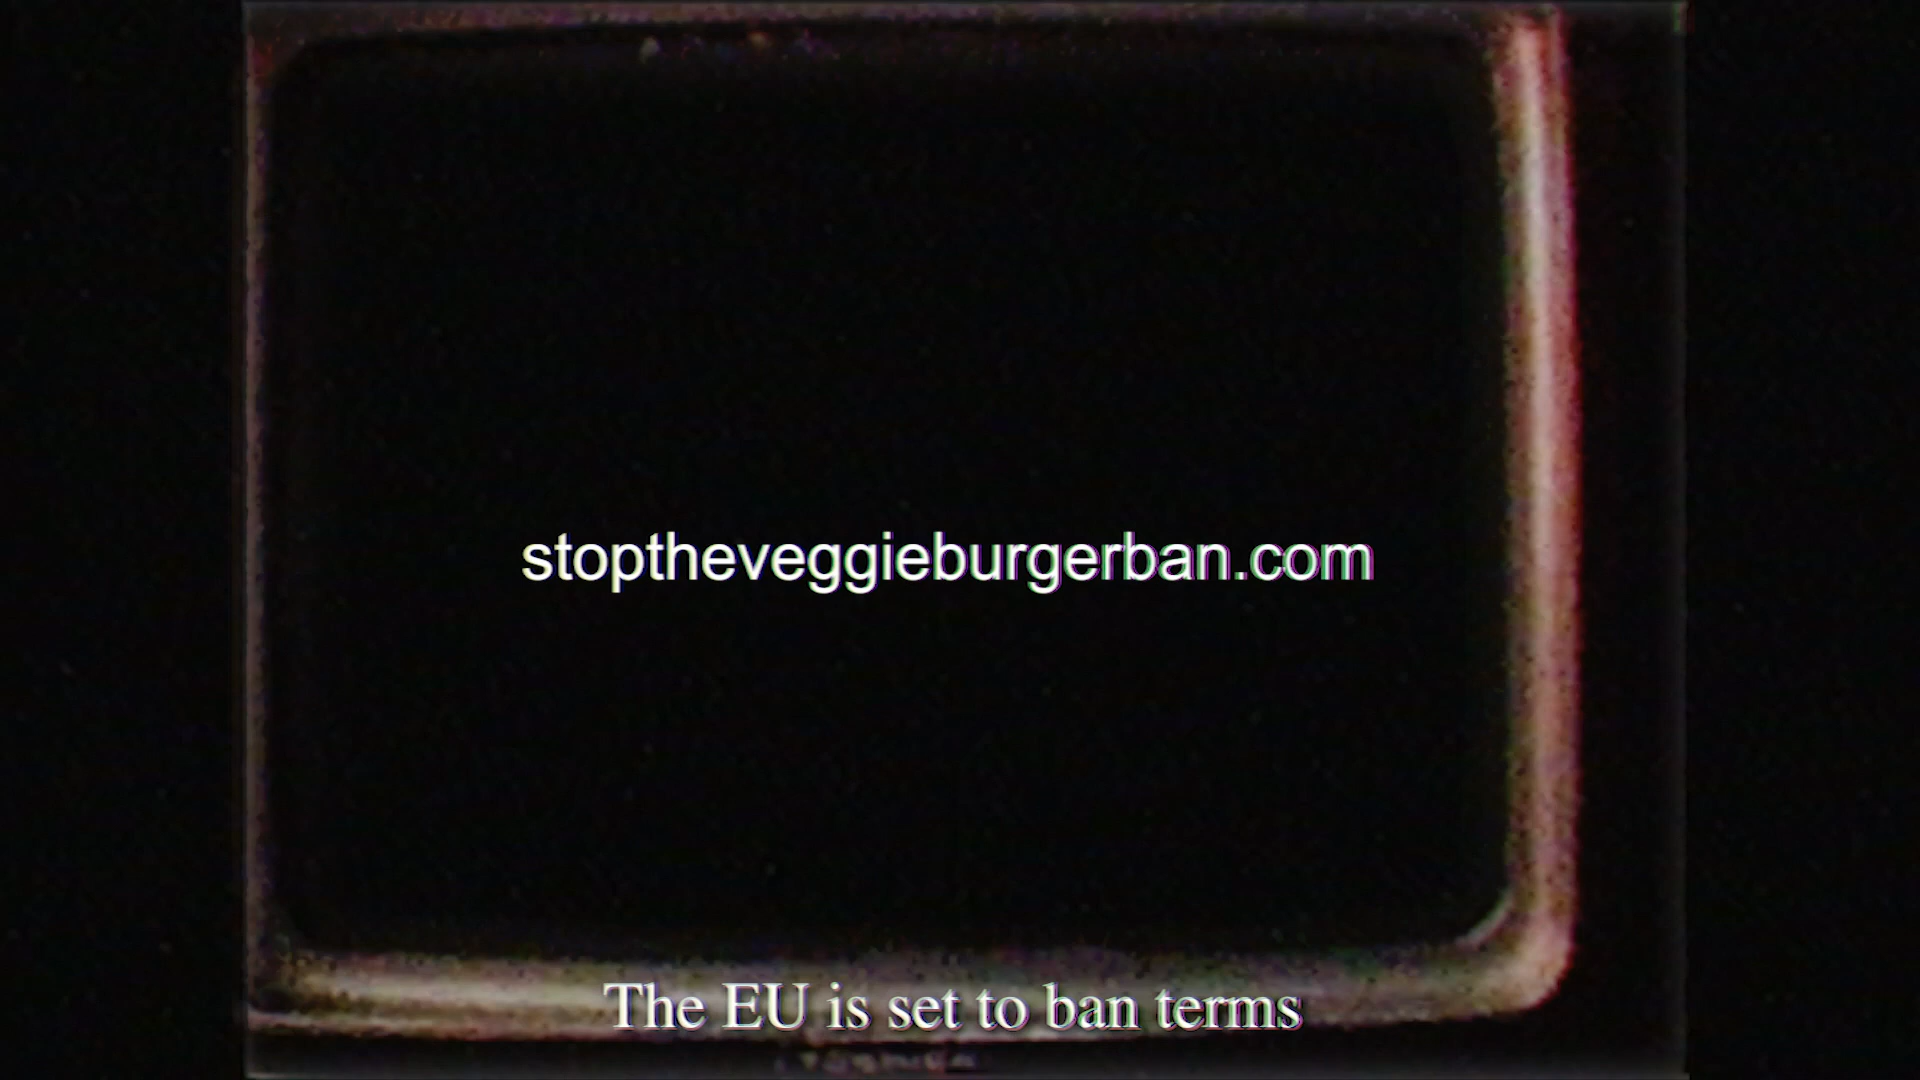 stoptheveggieburgerban.com
The EU is set to ban terms